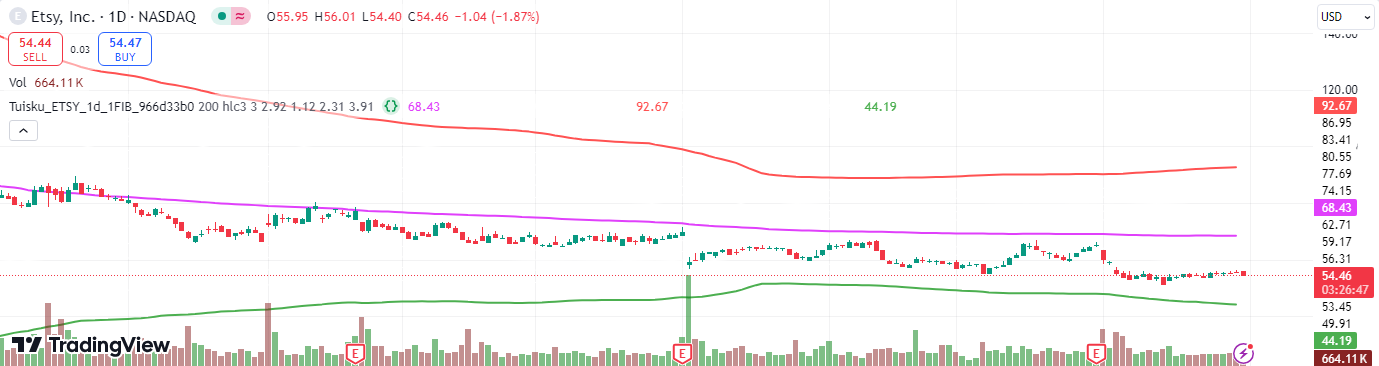 E Etsy, Inc. · 1D · NASDAQ O55.95 H56.01 L54.40 C54.46 −1.04 (−1.87%)
54.44 SELL 0.03 54.47 BUY
Vol 664.11 K
Tuisku_ETSY_1d_1FIB_966d33b0 200 hlc3 3 2.92 1.12 2.31 3.91 {} 68.43 92.67 44.19
USD
140.00
120.00
92.67
86.95
83.41
80.55
77.69
74.15
68.43
62.71
59.17
56.31
54.46
03:26:47
53.45
49.91
44.19
664.11 K
TradingView
E E E